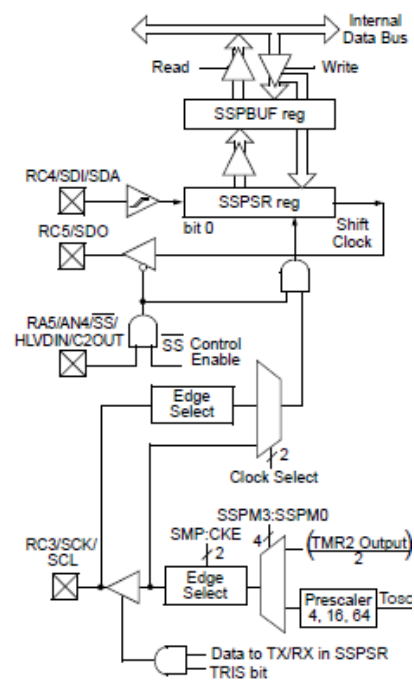 Internal
Data Bus
Read
Write
SSPBUF reg
RC4/SDI/SDA
SSPSR reg
bit 0
Shift
Clock
RC5/SDO
RA5/AN4/SS/
HLVDIN/C2OUT
SS Control
Enable
Edge
Select
2
Clock Select
SSPM3:SSPM0
SMP:CKE
4
(TMR2 Output)
2
2
RC3/SCK/
SCL
Edge
Select
Prescaler
4, 16, 64
TOSC
Data to TX/RX in SSPSR
TRIS bit